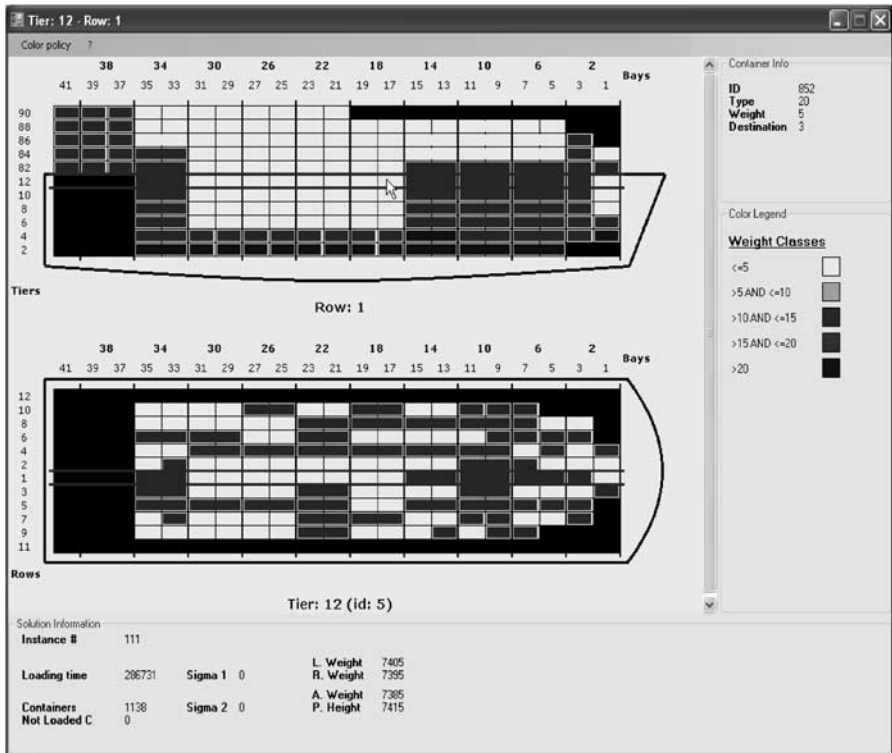 Tier: 12 - Row: 1
Color policy ?
38 34 30 26 22 18 14 10 6 2 Bays
41 39 37 35 33 31 29 27 25 23 21 19 17 15 13 11 9 7 5 3 1
90
88
86
84
82
12
10
8
6
4
2
Tiers
Row: 1
38 34 30 26 22 18 14 10 6 2 Bays
41 39 37 35 33 31 29 27 25 23 21 19 17 15 13 11 9 7 5 3 1
12
10
8
6
4
2
1
3
5
7
9
11
Rows
Tier: 12 (id: 5)
Container Info
ID 852
Type 20
Weight 5
Destination 3
Color Legend
Weight Classes
<=5
>5 AND <=10
>10 AND <=15
>15 AND <=20
>20
Solution Information
Instance # 111
Loading time 286731 Sigma 1 0
Containers 1138 Sigma 2 0
Not Loaded C 0
L. Weight 7405
R. Weight 7395
A. Weight 7385
P. Height 7415